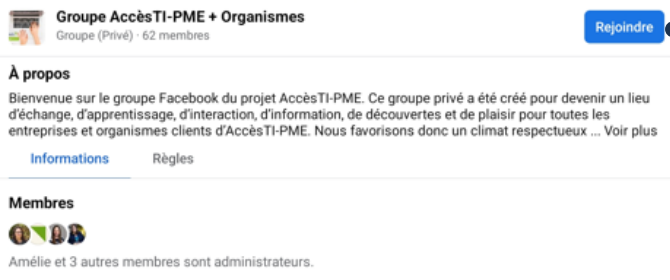 Groupe AccèsTI-PME + Organismes
Groupe (Privé) · 62 membres
Rejoindre
À propos
Bienvenue sur le groupe Facebook du projet AccèsTI-PME. Ce groupe privé a été créé pour devenir un lieu
d'échange, d'apprentissage, d'interaction, d'information, de découvertes et de plaisir pour toutes les
entreprises et organismes clients d'AccèsTI-PME. Nous favorisons donc un climat respectueux ... Voir plus
Informations
Règles
Membres
Amélie et 3 autres membres sont administrateurs.